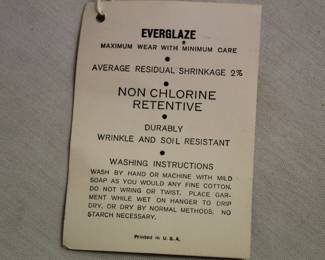 EVERGLAZE
MAXIMUM WEAR WITH MINIMUM CARE
AVERAGE RESIDUAL SHRINKAGE 2%
NON CHLORINE
RETENTIVE
DURABLY
WRINKLE AND SOIL RESISTANT
WASHING INSTRUCTIONS
WASH BY HAND OR MACHINE WITH MILD
SOAP AS YOU WOULD ANY FINE COTTON.
DO NOT WRING OR TWIST. PLACE GAR-
MENT WHILE WET ON HANGER TO DRIP
DRY, OR DRY BY NORMAL METHODS. NO
STARCH NECESSARY.
Printed in U.S.A.